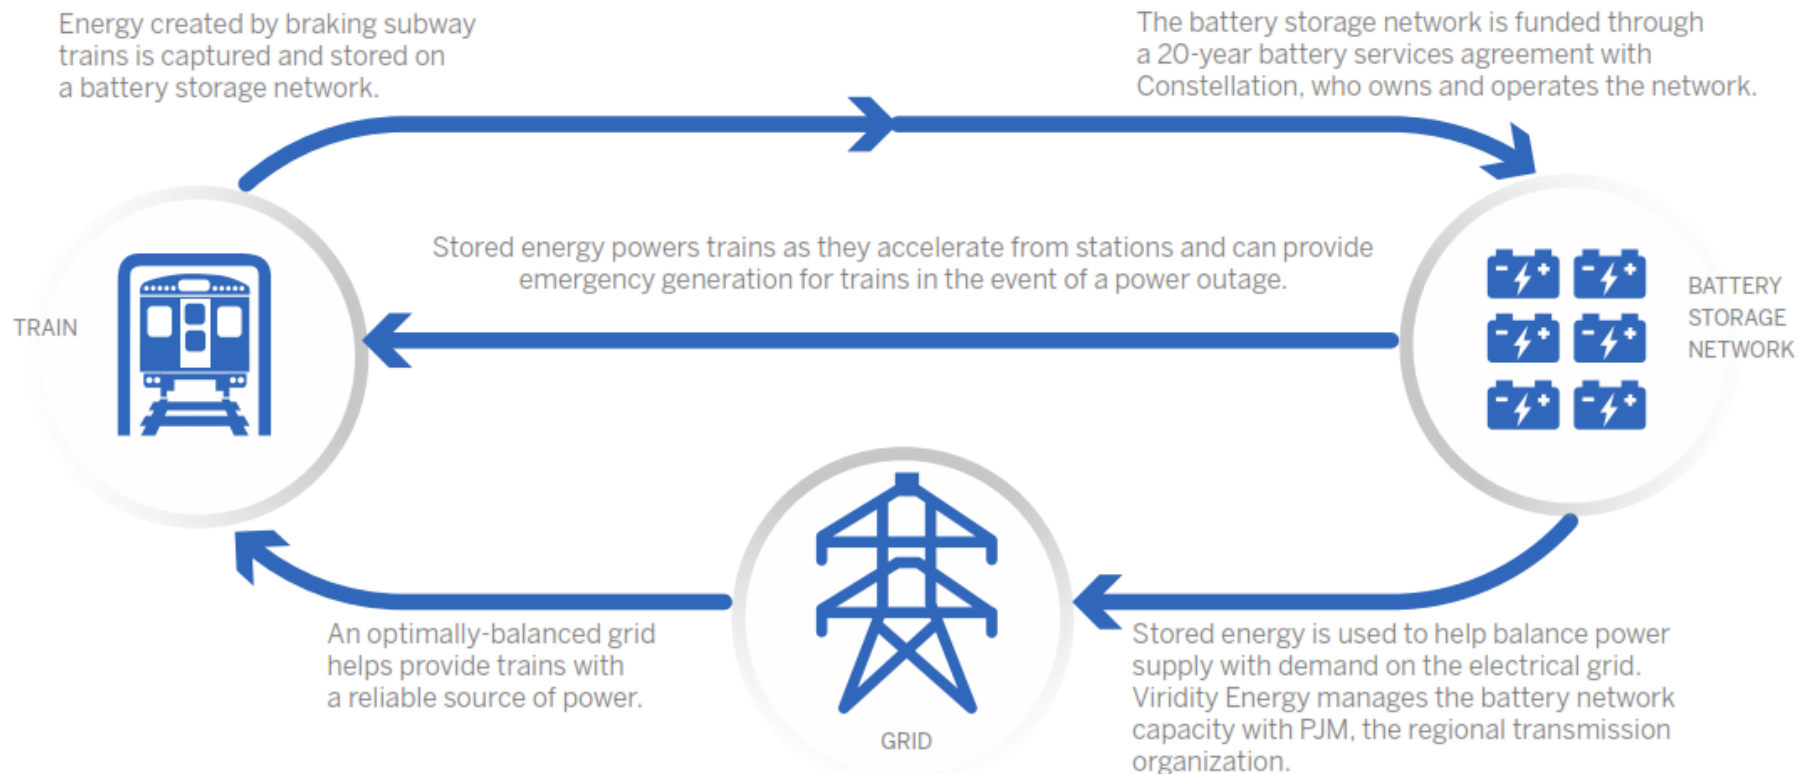 Energy created by braking subway
trains is captured and stored on
a battery storage network.
The battery storage network is funded through
a 20-year battery services agreement with
Constellation, who owns and operates the network.
Stored energy powers trains as they accelerate from stations and can provide
emergency generation for trains in the event of a power outage.
TRAIN
BATTERY
STORAGE
NETWORK
An optimally-balanced grid
helps provide trains with
a reliable source of power.
GRID
Stored energy is used to help balance power
supply with demand on the electrical grid.
Viridity Energy manages the battery network
capacity with PJM, the regional transmission
organization.